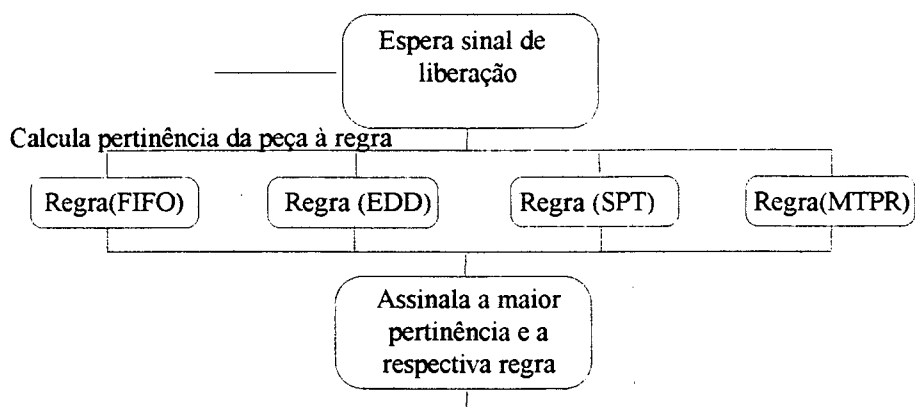 Espera sinal de
liberação
Calcula pertinência da peça à regra
Regra(FIFO)
Regra (EDD)
Regra (SPT)
Regra(MTPR)
Assinala a maior
pertinência e a
respectiva regra